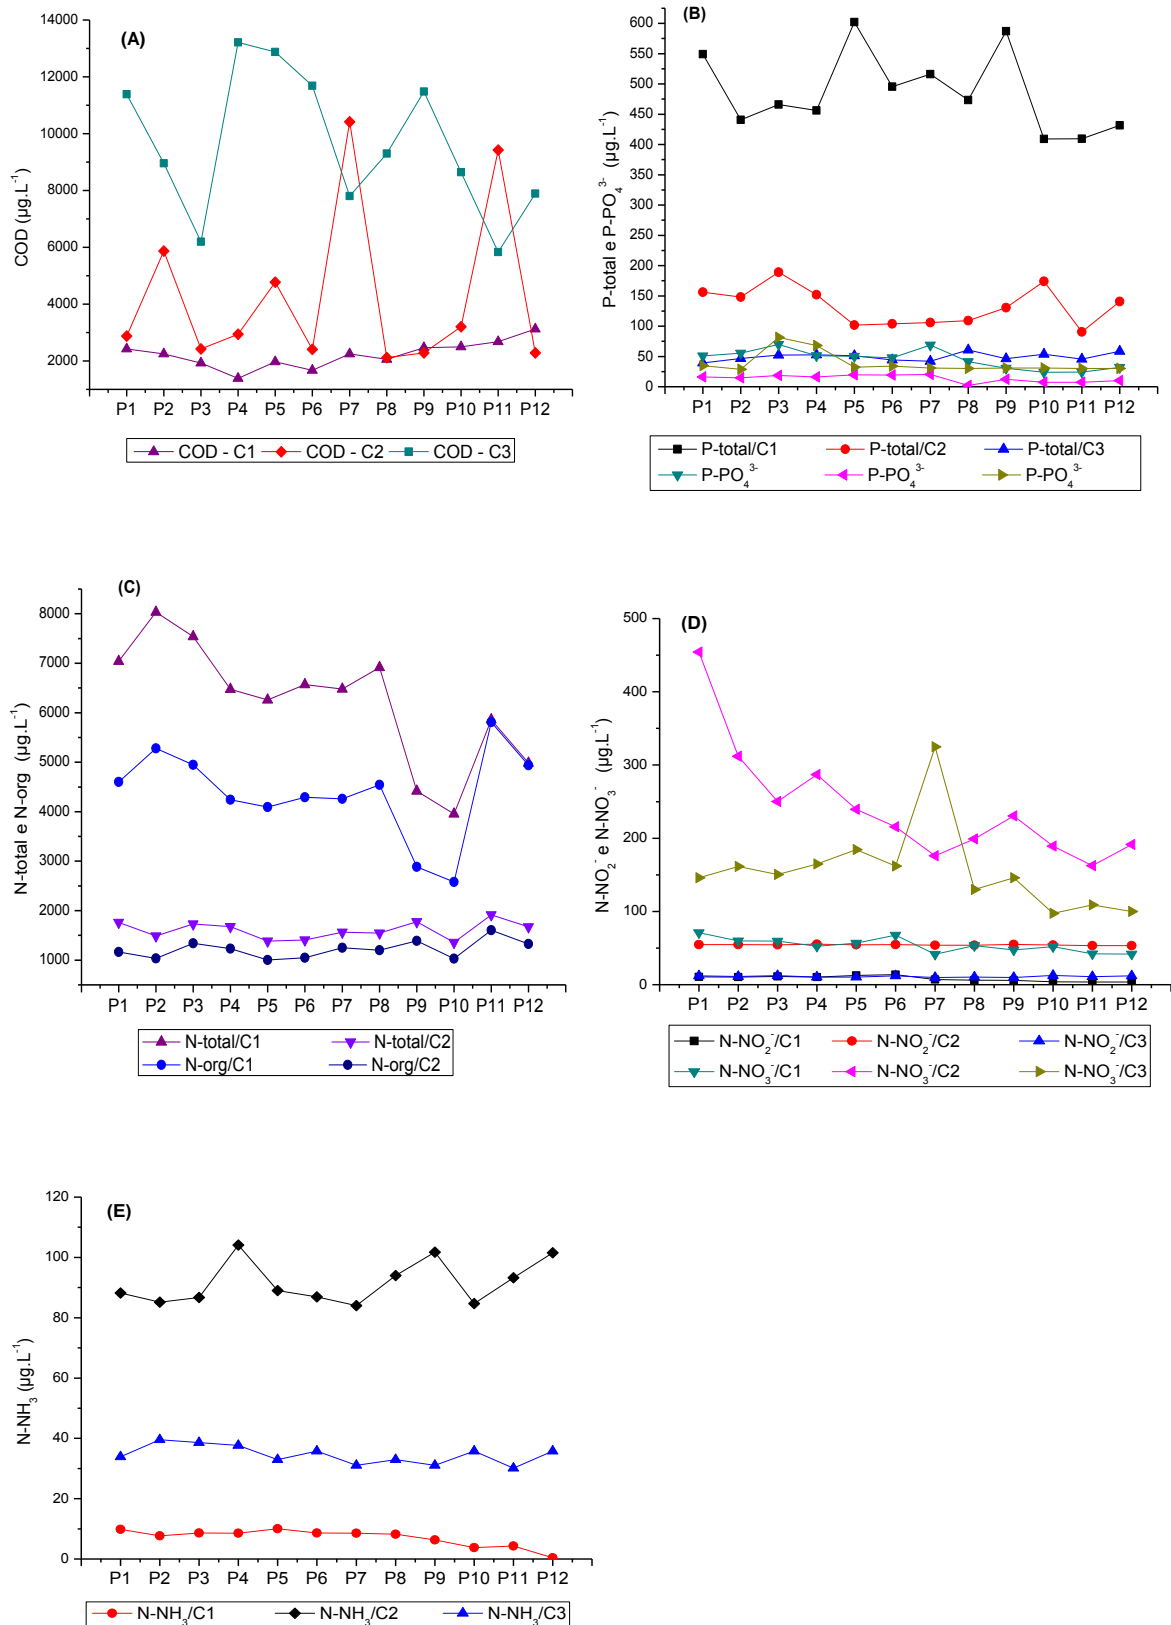 (A)
COD (µg.L⁻¹)
14000
12000
10000
8000
6000
4000
2000
P1 P2 P3 P4 P5 P6 P7 P8 P9 P10 P11 P12
COD - C1 COD - C2 COD - C3
(B)
P-total e P-PO₄³⁻ (µg.L⁻¹)
600
550
500
450
400
350
300
250
200
150
100
50
0
P1 P2 P3 P4 P5 P6 P7 P8 P9 P10 P11 P12
P-total/C1 P-total/C2 P-total/C3
P-PO₄³⁻ P-PO₄³⁻ P-PO₄³⁻
(C)
N-total e N-org (µg.L⁻¹)
8000
7000
6000
5000
4000
3000
2000
1000
P1 P2 P3 P4 P5 P6 P7 P8 P9 P10 P11 P12
N-total/C1 N-total/C2
N-org/C1 N-org/C2
(D)
N-NO₂⁻ e N-NO₃⁻ (µg.L⁻¹)
500
400
300
200
100
0
P1 P2 P3 P4 P5 P6 P7 P8 P9 P10 P11 P12
N-NO₂⁻/C1 N-NO₂⁻/C2 N-NO₂⁻/C3
N-NO₃⁻/C1 N-NO₃⁻/C2 N-NO₃⁻/C3
(E)
N-NH₃ (µg.L⁻¹)
120
100
80
60
40
20
0
P1 P2 P3 P4 P5 P6 P7 P8 P9 P10 P11 P12
N-NH₃/C1 N-NH₃/C2 N-NH₃/C3